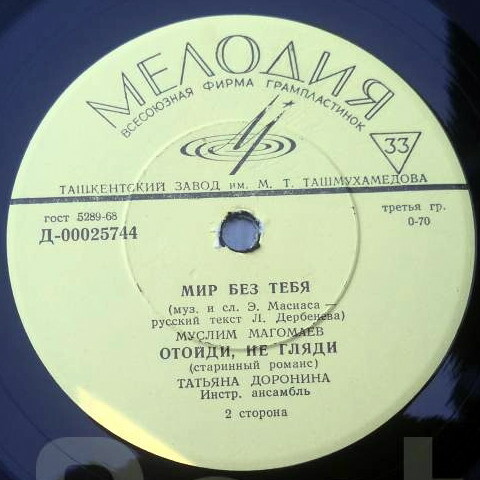 МЕЛОДИЯ
ВСЕСОЮЗНАЯ ФИРМА ГРАМПЛАСТИНОК
33
ТАШКЕНТСКИЙ ЗАВОД им. М. Т. ТАШМУХАМЕДОВА
гост 5289-68
третья гр.
Д-00025744
0-70
МИР БЕЗ ТЕБЯ
(муз. и сл. Э. Масиаса —
русский текст Л. Дербенева)
МУСЛИМ МАГОМАЕВ
ОТОЙДИ, НЕ ГЛЯДИ
(старинный романс)
ТАТЬЯНА ДОРОНИНА
Инстр. ансамбль
2 сторона